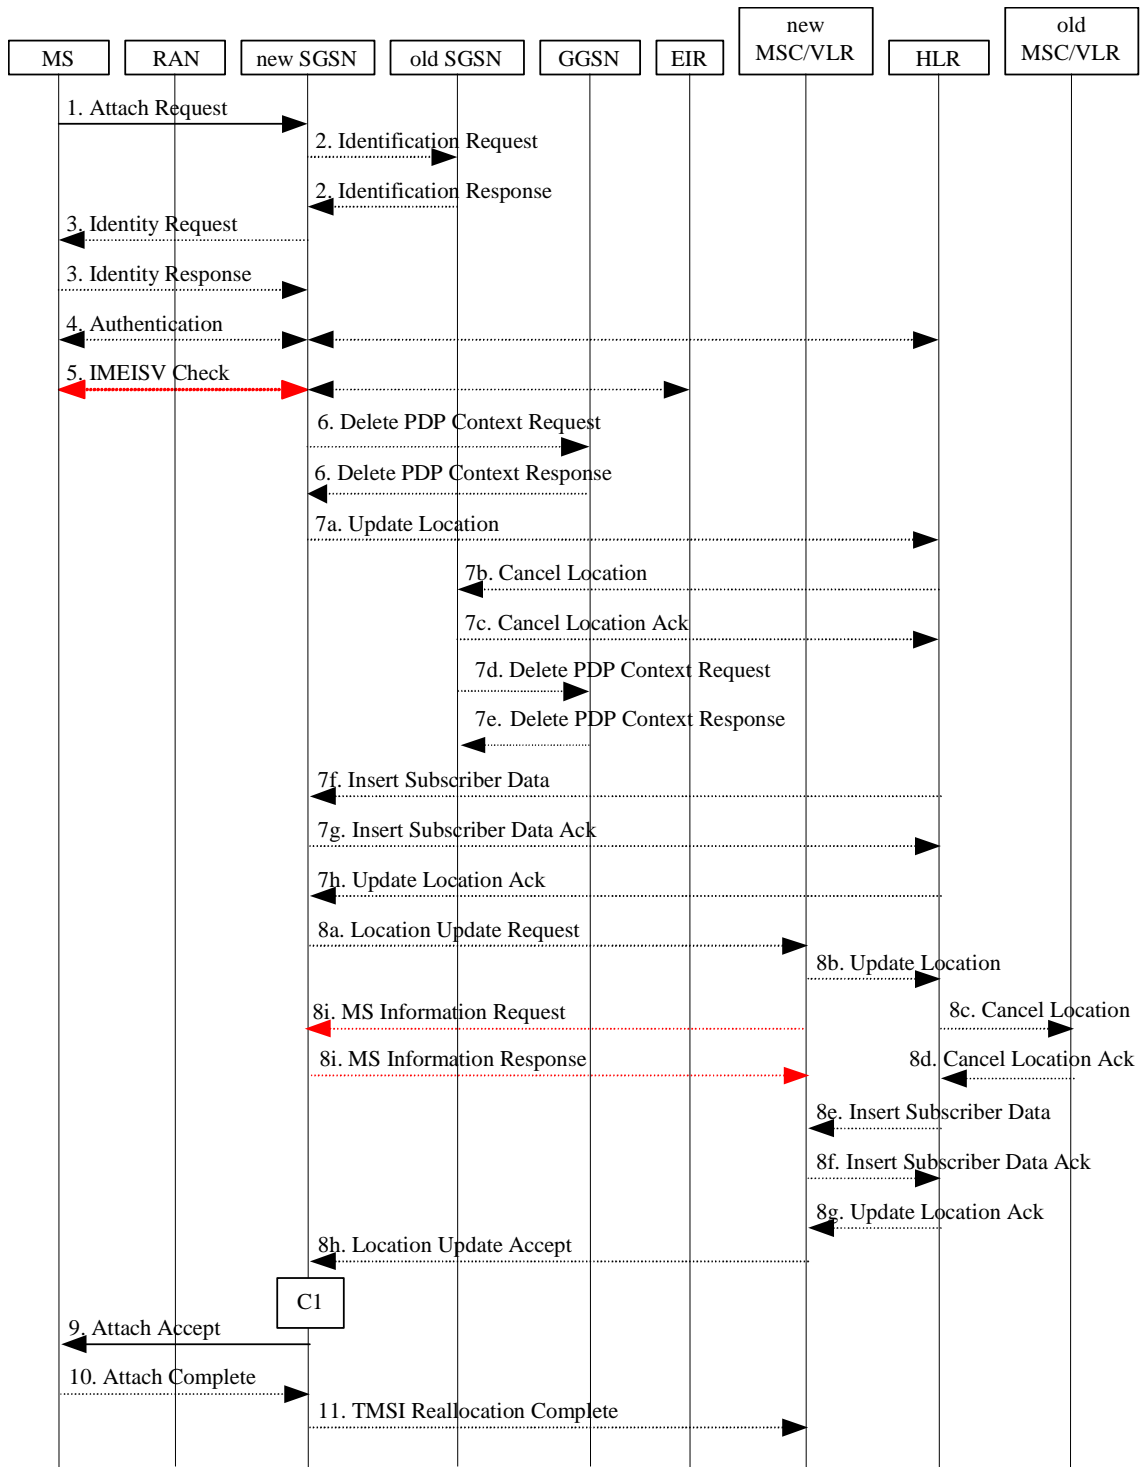 new
MSC/VLR
old
MSC/VLR
MS
RAN
new SGSN
old SGSN
GGSN
EIR
HLR
1. Attach Request
2. Identification Request
2. Identification Response
3. Identity Request
3. Identity Response
4. Authentication
5. IMEISV Check
6. Delete PDP Context Request
6. Delete PDP Context Response
7a. Update Location
7b. Cancel Location
7c. Cancel Location Ack
7d. Delete PDP Context Request
7e. Delete PDP Context Response
7f. Insert Subscriber Data
7g. Insert Subscriber Data Ack
7h. Update Location Ack
8a. Location Update Request
8b. Update Location
8i. MS Information Request
8c. Cancel Location
8i. MS Information Response
8d. Cancel Location Ack
8e. Insert Subscriber Data
8f. Insert Subscriber Data Ack
8g. Update Location Ack
8h. Location Update Accept
C1
9. Attach Accept
10. Attach Complete
11. TMSI Reallocation Complete